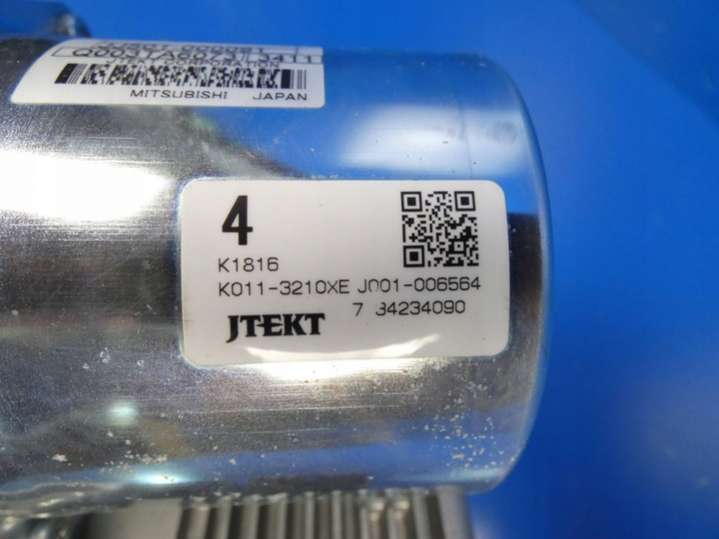 MITSUBISHI JAPAN
4
K1816
K011-3210XE J001-006564
7 34234090
JTEKT